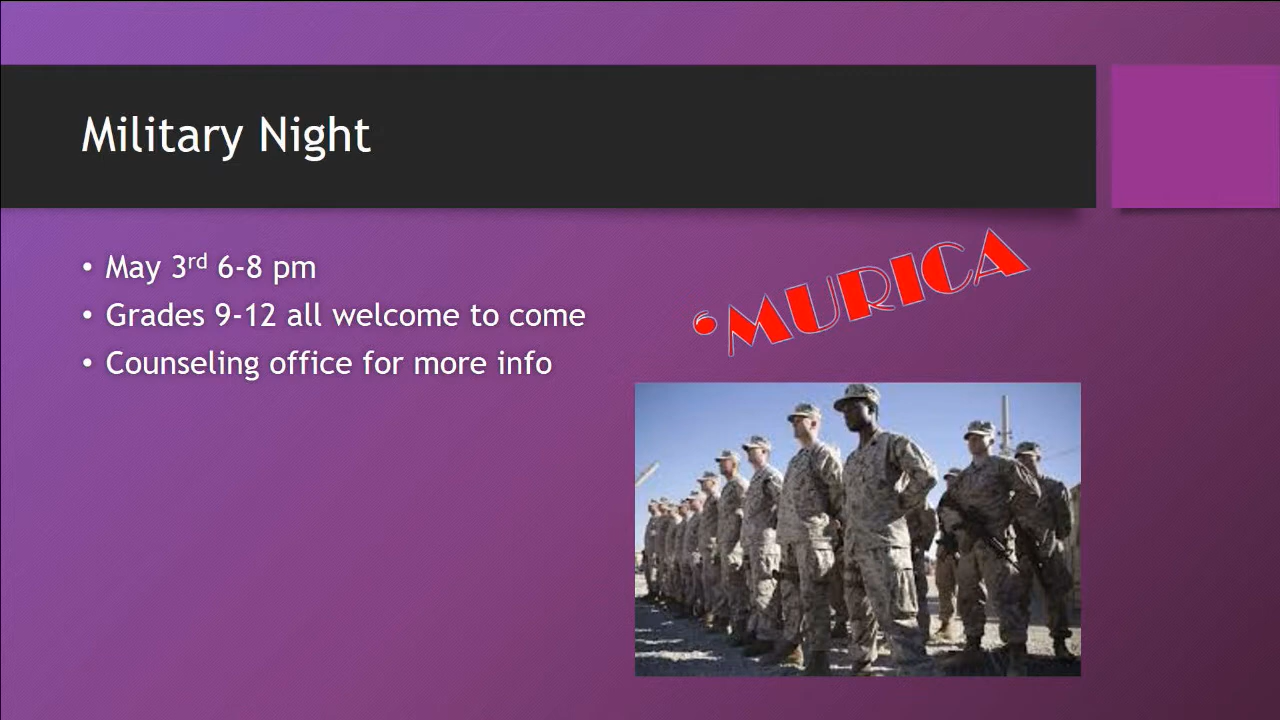 Military Night
• May 3rd 6-8 pm
• Grades 9-12 all welcome to come
• Counseling office for more info
‘MURICA